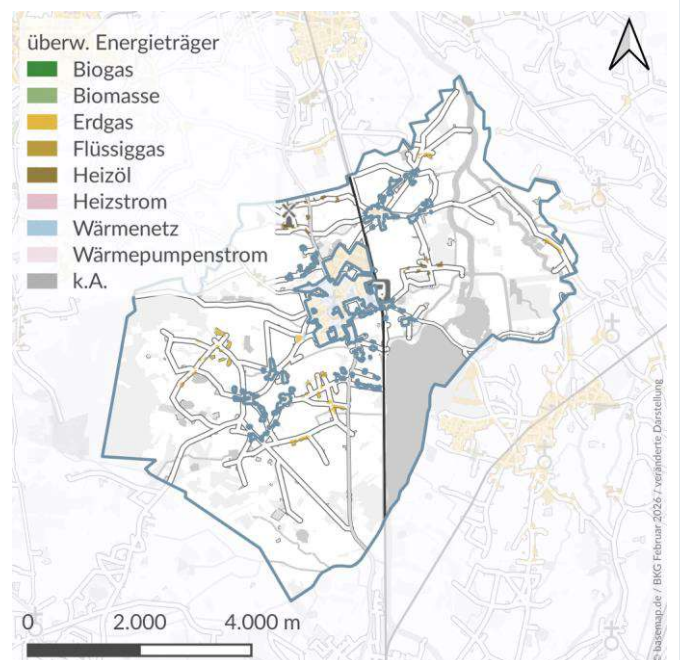 überw. Energieträger
Biogas
Biomasse
Erdgas
Flüssiggas
Heizöl
Heizstrom
Wärmenetz
Wärmepumpenstrom
k.A.
0 2.000 4.000 m
© basemap.de / BKG Februar 2026 / veränderte Darstellung